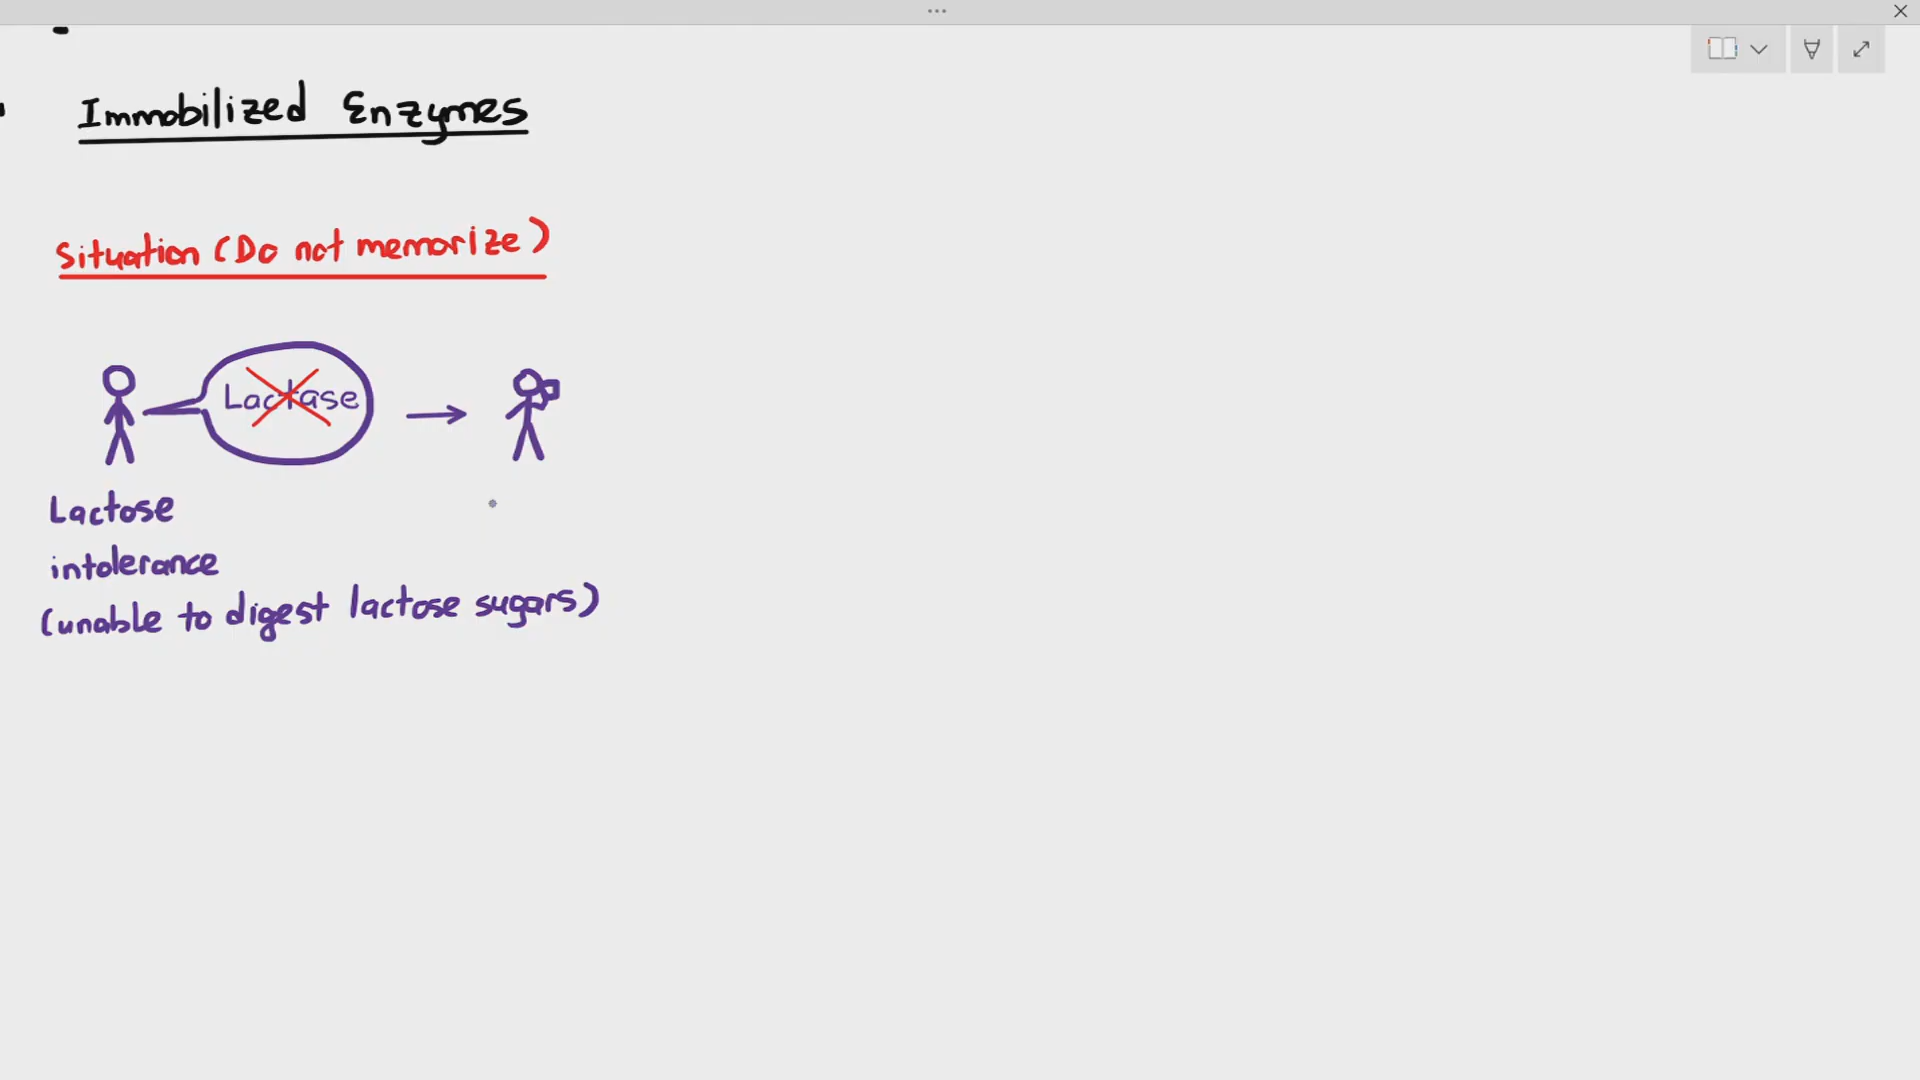 Immobilized Enzymes
Situation (Do not memorize)
Lactase
Lactose
intolerance
(unable to digest lactose sugars)